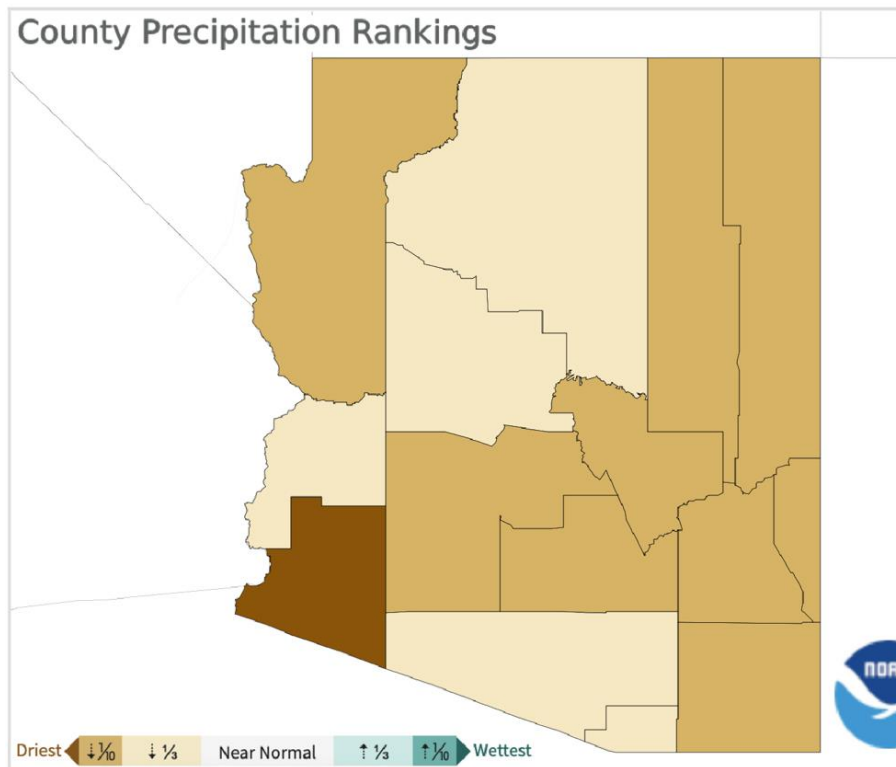 County Precipitation Rankings
Driest ⇣⅒ ⇣ ⅓ Near Normal ⇡ ⅓ ⇡⅒ Wettest